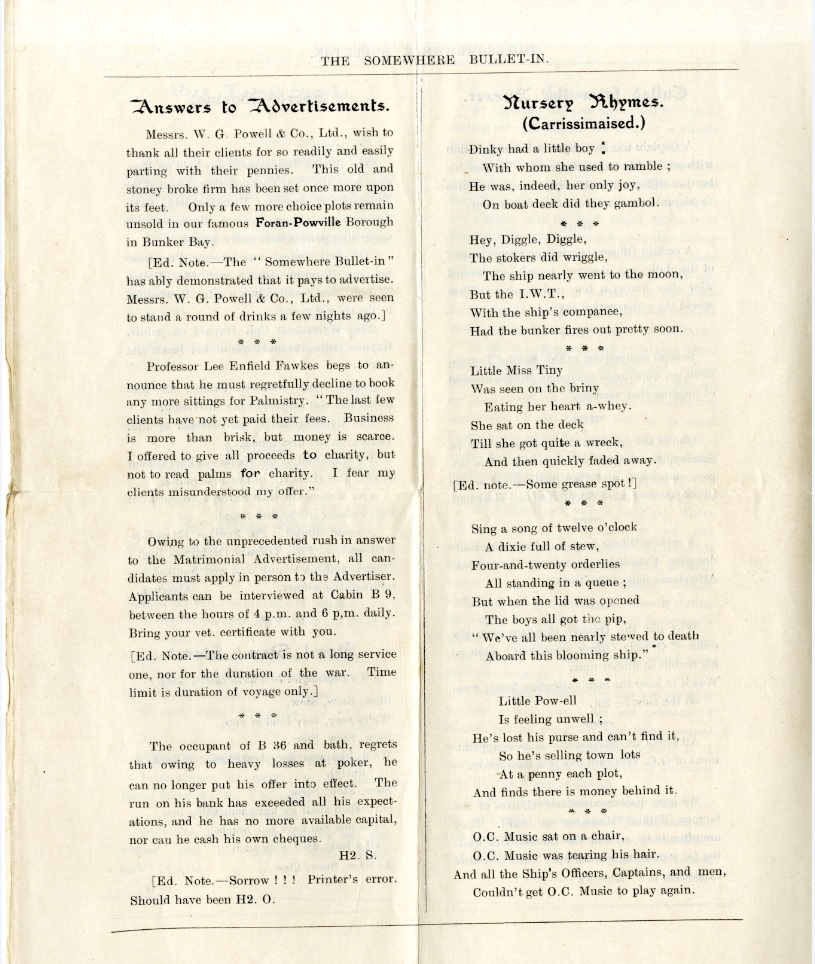 THE SOMEWHERE BULLET-IN.
Answers to Advertisements.
Messrs. W. G. Powell & Co., Ltd., wish to
thank all their clients for so readily and easily
parting with their pennies. This old and
stoney broke firm has been set once more upon
its feet. Only a few more choice plots remain
unsold in our famous Foran-Powville Borough
in Bunker Bay.
[Ed. Note.—The “ Somewhere Bullet-in ”
has ably demonstrated that it pays to advertise.
Messrs. W. G. Powell & Co., Ltd., were seen
to stand a round of drinks a few nights ago.]
* * *
Professor Lee Enfield Fawkes begs to an-
nounce that he must regretfully decline to book
any more sittings for Palmistry. “ The last few
clients have not yet paid their fees. Business
is more than brisk, but money is scarce.
I offered to give all proceeds to charity, but
not to read palms for charity. I fear my
clients misunderstood my offer.”
* * *
Owing to the unprecedented rush in answer
to the Matrimonial Advertisement, all can-
didates must apply in person to the Advertiser.
Applicants can be interviewed at Cabin B 9,
between the hours of 4 p.m. and 6 p,m. daily.
Bring your vet. certificate with you.
[Ed. Note.—The contract is not a long service
one, nor for the duration of the war. Time
limit is duration of voyage only.]
* * *
The occupant of B 36 and bath, regrets
that owing to heavy losses at poker, he
can no longer put his offer into effect. The
run on his bank has exceeded all his expect-
ations, and he has no more available capital,
nor can he cash his own cheques.
H2. S.
[Ed. Note.—Sorrow ! ! ! Printer's error.
Should have been H2. O.
Nursery Rhymes.
(Carrissimaised.)
Dinky had a little boy :
With whom she used to ramble ;
He was, indeed, her only joy,
On boat deck did they gambol.
* * *
Hey, Diggle, Diggle,
The stokers did wriggle,
The ship nearly went to the moon,
But the I.W.T.,
With the ship's companee,
Had the bunker fires out pretty soon.
* * *
Little Miss Tiny
Was seen on the briny
Eating her heart a-whey.
She sat on the deck
Till she got quite a wreck,
And then quickly faded away.
[Ed. note.—Some grease spot !]
* * *
Sing a song of twelve o'clock
A dixie full of stew,
Four-and-twenty orderlies
All standing in a queue ;
But when the lid was opened
The boys all got the pip,
“ We've all been nearly stewed to death
Aboard this blooming ship.”
* * *
Little Pow-ell
Is feeling unwell ;
He's lost his purse and can't find it,
So he's selling town lots
At a penny each plot,
And finds there is money behind it.
* * *
O.C. Music sat on a chair,
O.C. Music was tearing his hair.
And all the Ship's Officers, Captains, and men,
Couldn't get O.C. Music to play again.